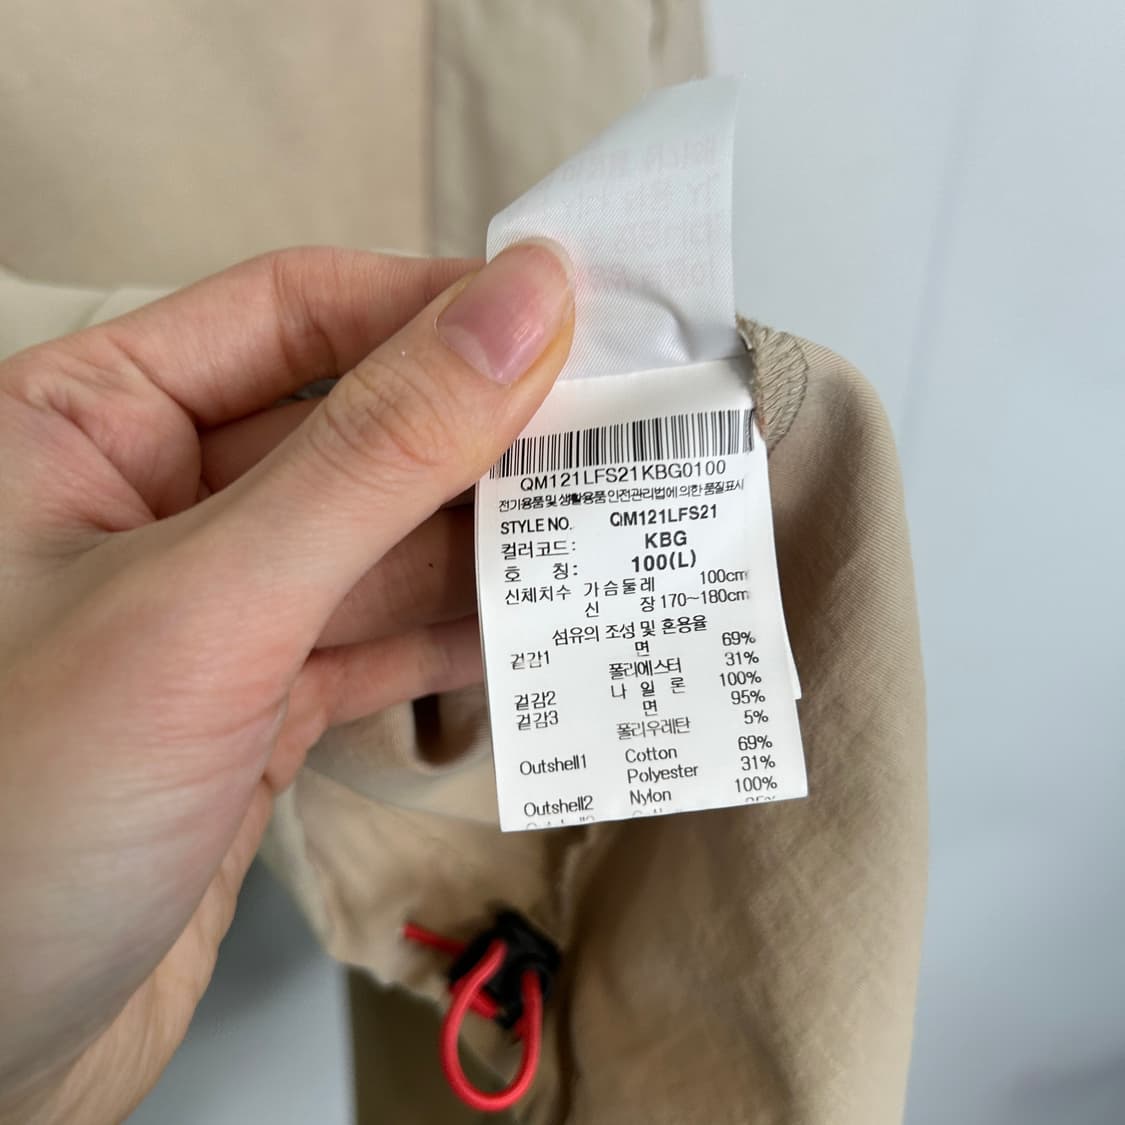 QM121LFS21KBG0100
전기용품 및 생활용품 안전관리법에 의한 품질표시
STYLE NO. QM121LFS21
컬러코드: KBG
호 칭: 100(L)
신체치수 가슴둘레 100cm
신 장 170~180cm
섬유의 조성 및 혼용율
겉감1 면 69%
폴리에스터 31%
겉감2 나 일 론 100%
겉감3 면 95%
폴리우레탄 5%
Outshell1 Cotton 69%
Polyester 31%
Outshell2 Nylon 100%